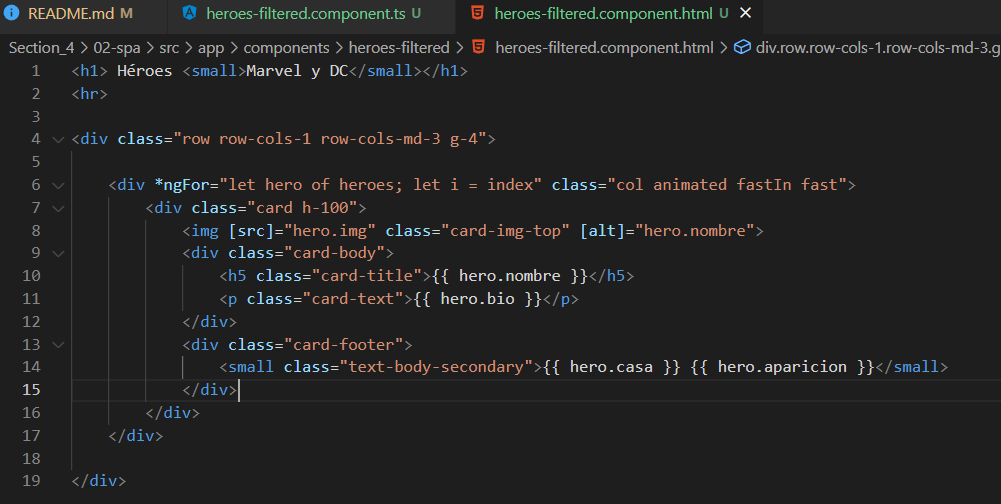 README.md M heroes-filtered.component.ts U heroes-filtered.component.html U
Section_4 > 02-spa > src > app > components > heroes-filtered > heroes-filtered.component.html > div.row.row-cols-1.row-cols-md-3.g
1 <h1> Héroes <small>Marvel y DC</small></h1>
2 <hr>
3
4 <div class="row row-cols-1 row-cols-md-3 g-4">
5
6 <div *ngFor="let hero of heroes; let i = index" class="col animated fastIn fast">
7 <div class="card h-100">
8 <img [src]="hero.img" class="card-img-top" [alt]="hero.nombre">
9 <div class="card-body">
10 <h5 class="card-title">{{ hero.nombre }}</h5>
11 <p class="card-text">{{ hero.bio }}</p>
12 </div>
13 <div class="card-footer">
14 <small class="text-body-secondary">{{ hero.casa }} {{ hero.aparicion }}</small>
15 </div>
16 </div>
17 </div>
18
19 </div>